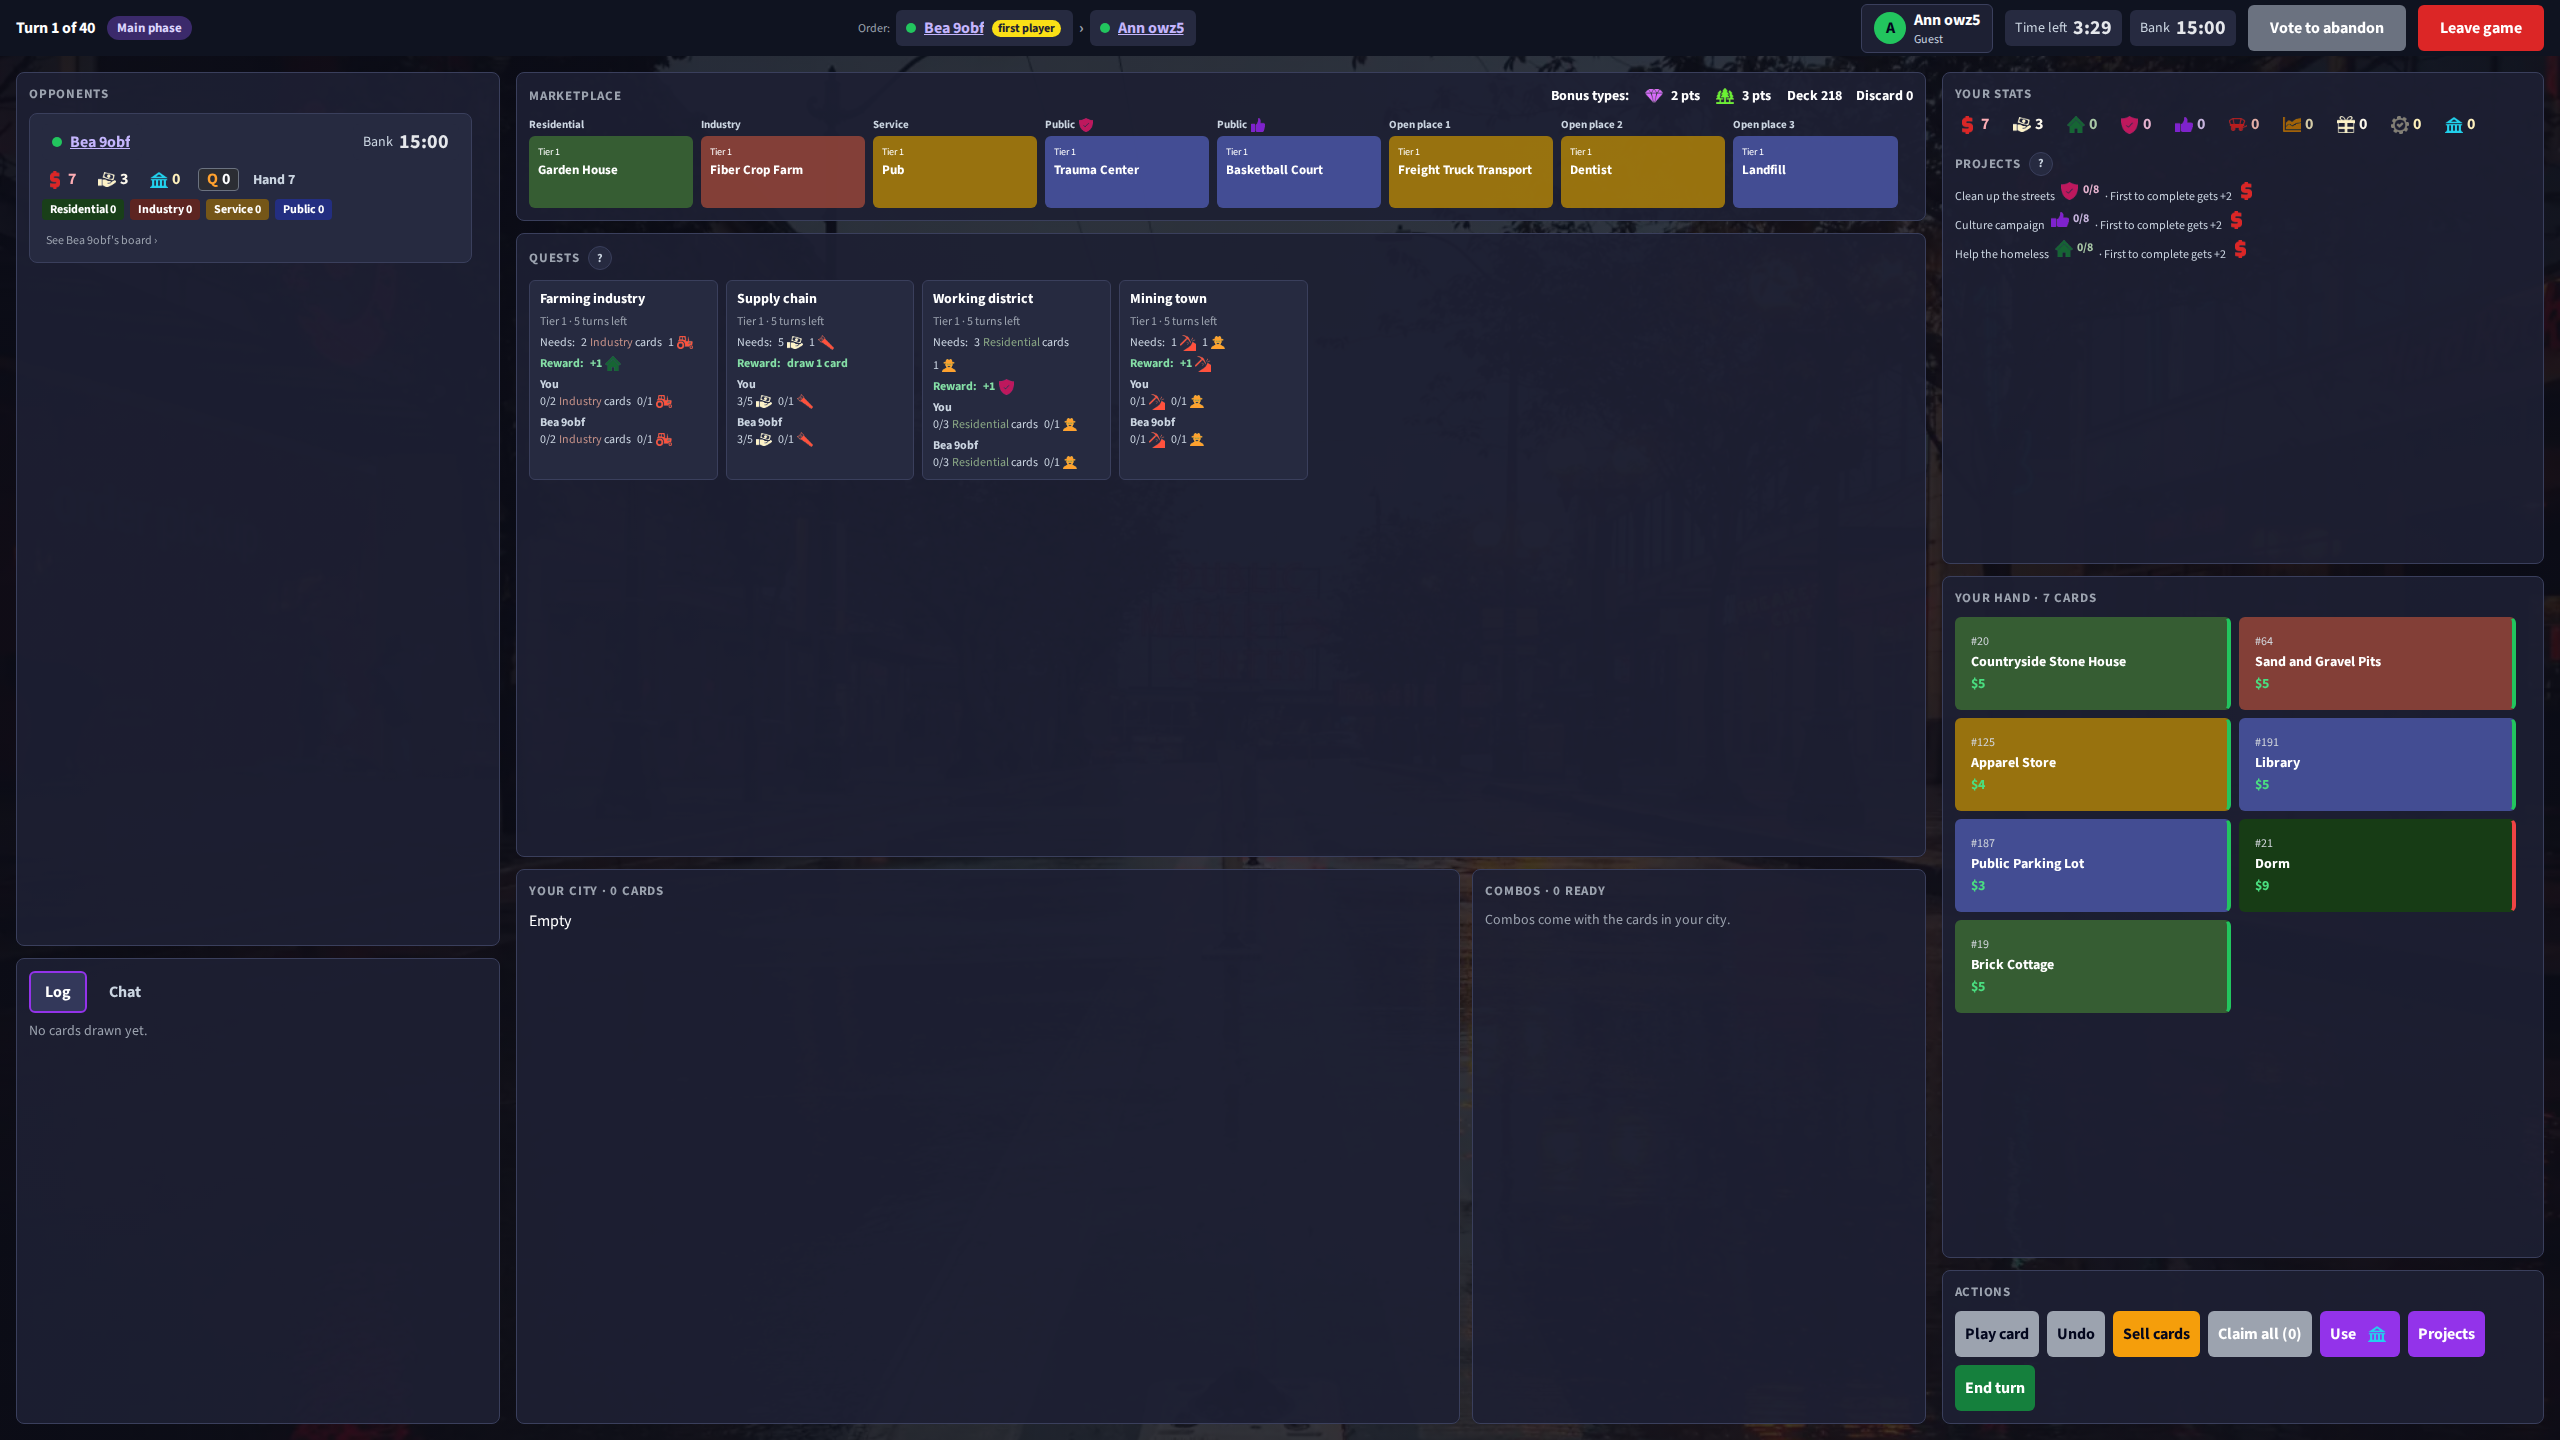 Turn 1 of 40 Main phase
Order: Bea 9obf first player › Ann owz5
A Ann owz5
Guest
Time left 3:29 Bank 15:00 Vote to abandon Leave game
OPPONENTS
Bea 9obf Bank 15:00
7 3 0 Q 0 Hand 7
Residential 0 Industry 0 Service 0 Public 0
See Bea 9obf's board ›
Log Chat
No cards drawn yet.
MARKETPLACE
Bonus types: 2 pts 3 pts Deck 218 Discard 0
Residential
Tier 1
Garden House
Industry
Tier 1
Fiber Crop Farm
Service
Tier 1
Pub
Public
Tier 1
Trauma Center
Public
Tier 1
Basketball Court
Open place 1
Tier 1
Freight Truck Transport
Open place 2
Tier 1
Dentist
Open place 3
Tier 1
Landfill
QUESTS ?
Farming industry
Tier 1 · 5 turns left
Needs: 2 Industry cards 1
Reward: +1
You
0/2 Industry cards 0/1
Bea 9obf
0/2 Industry cards 0/1
Supply chain
Tier 1 · 5 turns left
Needs: 5 1
Reward: draw 1 card
You
3/5 0/1
Bea 9obf
3/5 0/1
Working district
Tier 1 · 5 turns left
Needs: 3 Residential cards
1
Reward: +1
You
0/3 Residential cards 0/1
Bea 9obf
0/3 Residential cards 0/1
Mining town
Tier 1 · 5 turns left
Needs: 1 1
Reward: +1
You
0/1 0/1
Bea 9obf
0/1 0/1
YOUR CITY · 0 CARDS
Empty
COMBOS · 0 READY
Combos come with the cards in your city.
YOUR STATS
7 3 0 0 0 0 0 0 0 0
PROJECTS ?
Clean up the streets 0/8 · First to complete gets +2
Culture campaign 0/8 · First to complete gets +2
Help the homeless 0/8 · First to complete gets +2
YOUR HAND · 7 CARDS
#20
Countryside Stone House
$5
#64
Sand and Gravel Pits
$5
#125
Apparel Store
$4
#191
Library
$5
#187
Public Parking Lot
$3
#21
Dorm
$9
#19
Brick Cottage
$5
ACTIONS
Play card Undo Sell cards Claim all (0) Use Projects
End turn